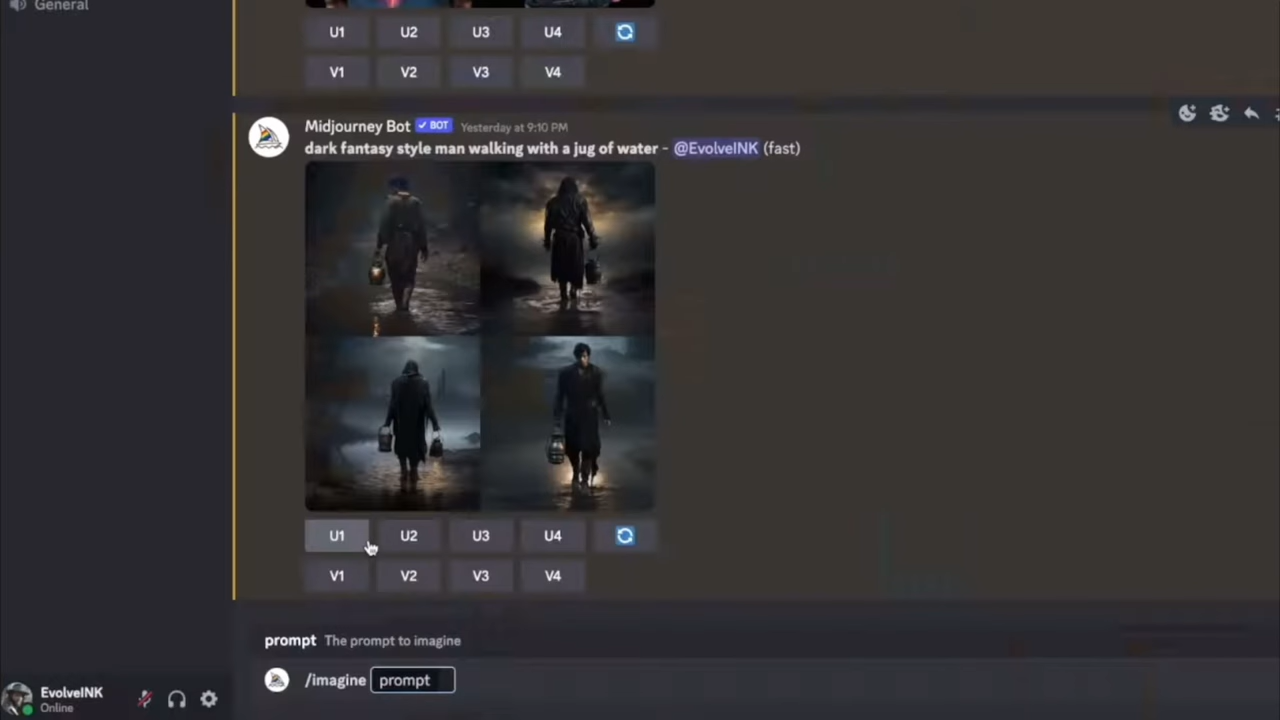 General
U1 U2 U3 U4
V1 V2 V3 V4
Midjourney Bot ✓ BOT Yesterday at 9:10 PM
dark fantasy style man walking with a jug of water - @EvolveINK (fast)
U1 U2 U3 U4
V1 V2 V3 V4
prompt The prompt to imagine
/imagine prompt
EvolveINK
Online